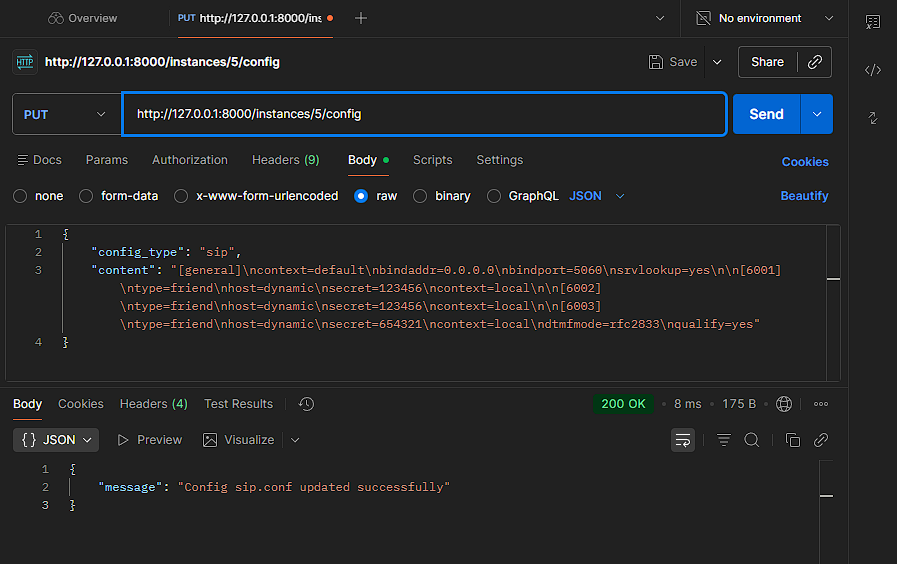 Overview
PUT http://127.0.0.1:8000/ins
No environment
HTTP http://127.0.0.1:8000/instances/5/config
Save
Share
PUT
http://127.0.0.1:8000/instances/5/config
Send
Docs Params Authorization Headers (9) Body Scripts Settings
Cookies
none form-data x-www-form-urlencoded raw binary GraphQL JSON
Beautify
1 {
2 "config_type": "sip",
3 "content": "[general]\ncontext=default\nbindaddr=0.0.0.0\nbindport=5060\nsrvlookup=yes\n\n[6001]
\ntype=friend\nhost=dynamic\nsecret=123456\ncontext=local\n\n[6002]
\ntype=friend\nhost=dynamic\nsecret=123456\ncontext=local\n\n[6003]
\ntype=friend\nhost=dynamic\nsecret=654321\ncontext=local\ndtmfmode=rfc2833\nqualify=yes"
4 }
Body Cookies Headers (4) Test Results
200 OK • 8 ms • 175 B •
{} JSON Preview Visualize
1 {
2 "message": "Config sip.conf updated successfully"
3 }